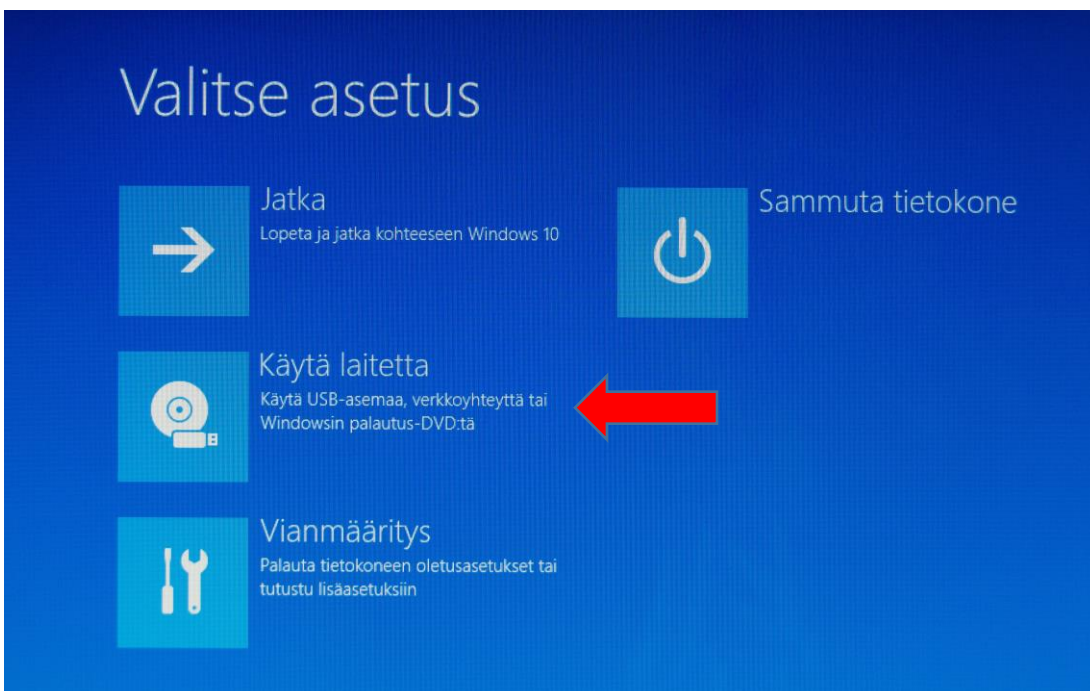 Valitse asetus
Jatka
Lopeta ja jatka kohteeseen Windows 10
Käytä laitetta
Käytä USB-asemaa, verkkoyhteyttä tai
Windowsin palautus-DVD:tä
Vianmääritys
Palauta tietokoneen oletusasetukset tai
tutustu lisäasetuksiin
Sammuta tietokone